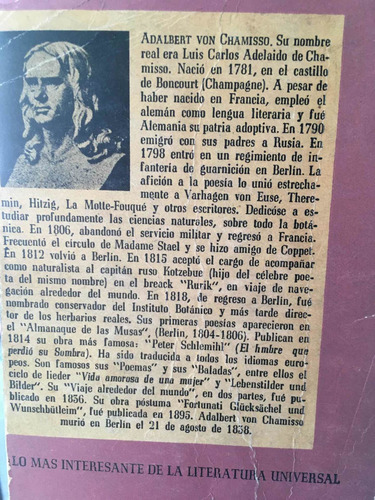 ADALBERT VON CHAMISSO. Su nombre
real era Luis Carlos Adelaido de Cha-
misso. Nació en 1781, en el castillo
de Boncourt (Champagne). A pesar de
haber nacido en Francia, empleó el
alemán como lengua literaria y fué
Alemania su patria adoptiva. En 1790
emigró con sus padres a Rusia. En
1798 entró en un regimiento de in-
fantería de guarnición en Berlín. La
afición a la poesía lo unió estrecha-
mente a Varhagen von Euse, There-
min, Hitzig, La Motte-Fouqué y otros escritores. Dedicóse a es-
tudiar profundamente las ciencias naturales, sobre todo la botá-
nica. En 1806, abandonó el servicio militar y regresó a Francia.
Frecuentó el círculo de Madame Stael y se hizo amigo de Coppet.
En 1812 volvió a Berlín. En 1815 aceptó el cargo de acompañar
como naturalista al capitán ruso Kotzebue (hijo del célebre poe-
ta del mismo nombre) en el breack "Rurik", en viaje de nave-
gación alrededor del mundo. En 1818, de regreso a Berlín, fué
nombrado conservador del Instituto Botánico y más tarde direc-
tor de los herbarios reales. Sus primeras poesías aparecieron en
el "Almanaque de las Musas", (Berlín, 1804-1806). Publican en
1814 su obra más famosa: "Peter Schlemihl" (El hmbre que
perdió su Sombra). Ha sido traducida a todos los idiomas euro-
peos. Son famosos sus "Poemas" y sus "Baladas", entre ellos el
ciclo de lieder "Vida amorosa de una mujer" y "Lebenstilder und
Bilder". Su "Viaje alrededor del mundo", en dos partes, fué pu-
blicado en 1836. Su obra póstuma "Fortunati Glücksächel und
Wunschbütleim", fué publicada en 1895. Adalbert von Chamisso
murió en Berlín el 21 de agosto de 1838.
LO MAS INTERESANTE DE LA LITERATURA UNIVERSAL